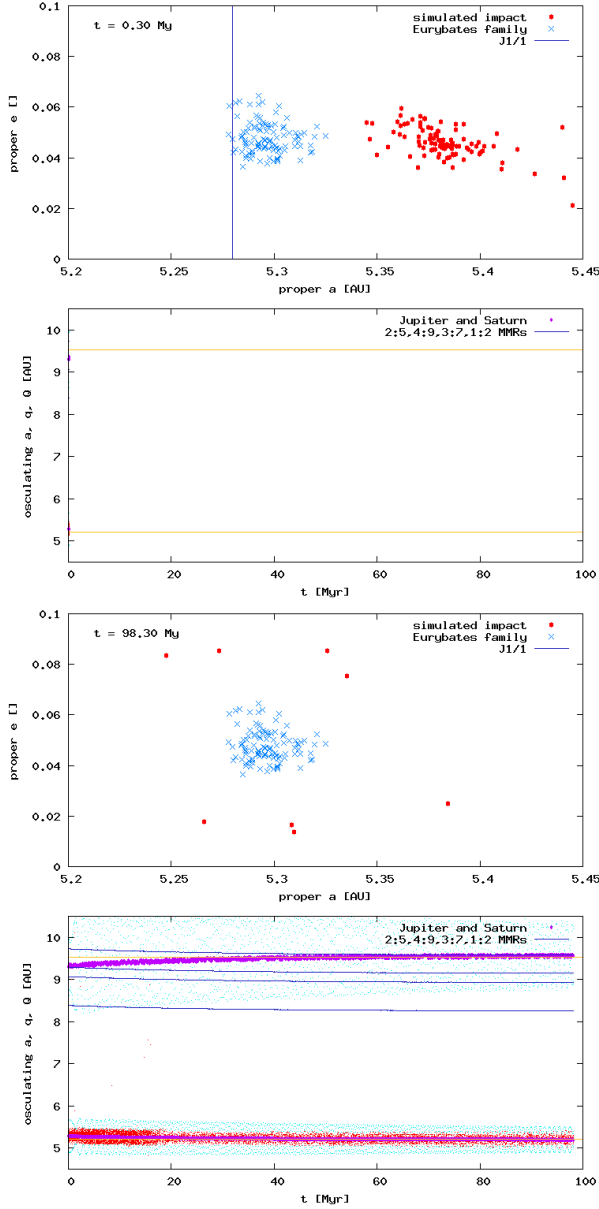 t = 0.30 My
simulated impact
Eurybates family
J1/1
0.1
0.08
0.06
0.04
0.02
0
proper e []
5.2 5.25 5.3 5.35 5.4 5.45
proper a [AU]
Jupiter and Saturn
2:5,4:9,3:7,1:2 MMRs
10
9
8
7
6
5
osculating a, q, Q [AU]
0 20 40 60 80 100
t [Myr]
t = 98.30 My
simulated impact
Eurybates family
J1/1
0.1
0.08
0.06
0.04
0.02
0
proper e []
5.2 5.25 5.3 5.35 5.4 5.45
proper a [AU]
Jupiter and Saturn
2:5,4:9,3:7,1:2 MMRs
10
9
8
7
6
5
osculating a, q, Q [AU]
0 20 40 60 80 100
t [Myr]